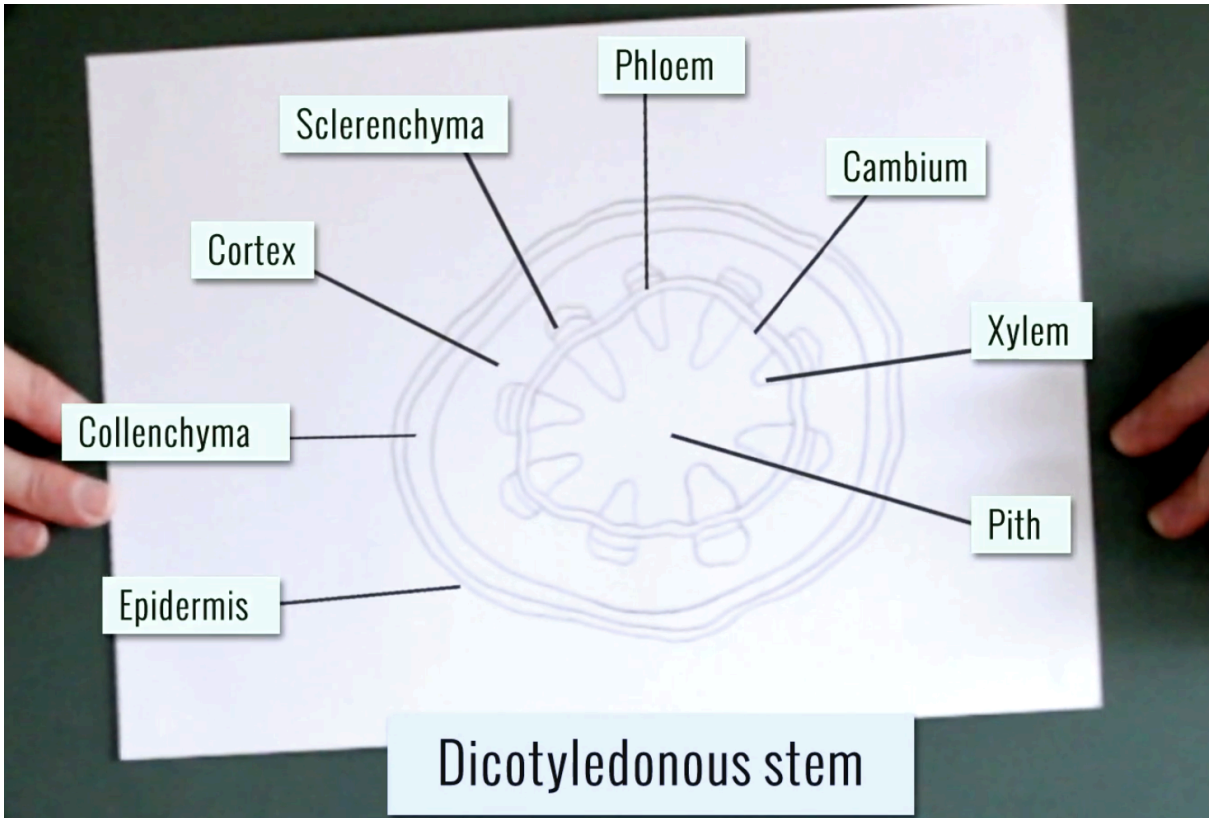 Phloem
Sclerenchyma
Cambium
Cortex
Xylem
Collenchyma
Pith
Epidermis
Dicotyledonous stem